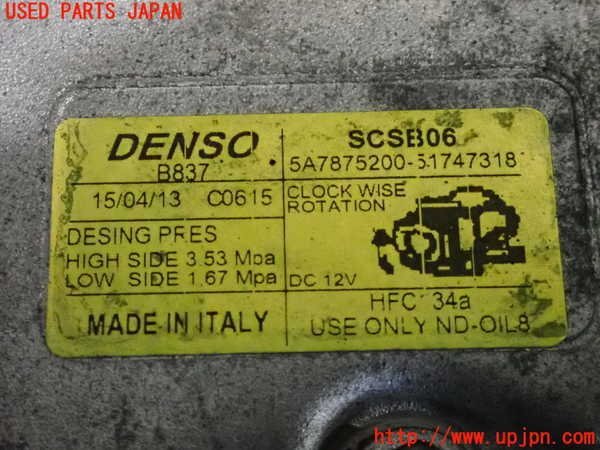 USED PARTS JAPAN
DENSO.
B837
15/04/13 C0615
DESING PRES
HIGH SIDE 3.53 Mpa
LOW SIDE 1.67 Mpa
MADE IN ITALY
SCSB06
5A7875200-51747318
CLOCK WISE
ROTATION
DC 12V
HFC 34a
USE ONLY ND-OIL8
http://www.upjpn.com/